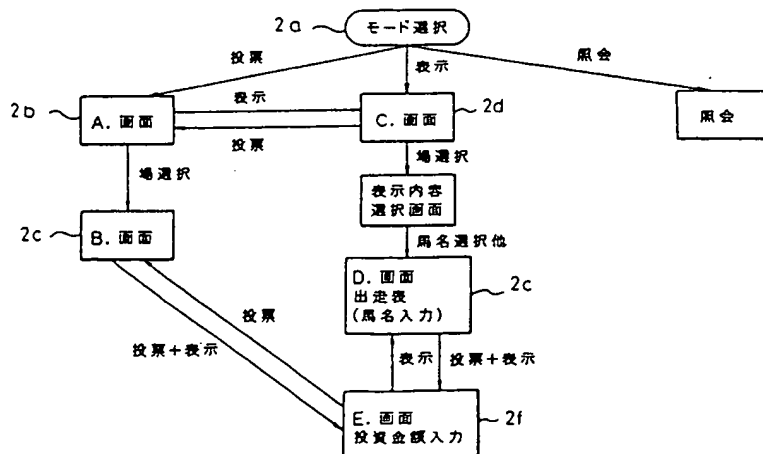 2a
モード選択
投票
表示
照会
2b
A. 画面
表示
投票
C. 画面
2d
照会
場選択
場選択
表示内容
選択画面
2c
B. 画面
馬名選択他
D. 画面
出走表
(馬名入力)
2c
投票
投票+表示
表示
投票+表示
E. 画面
投資金額入力
2f